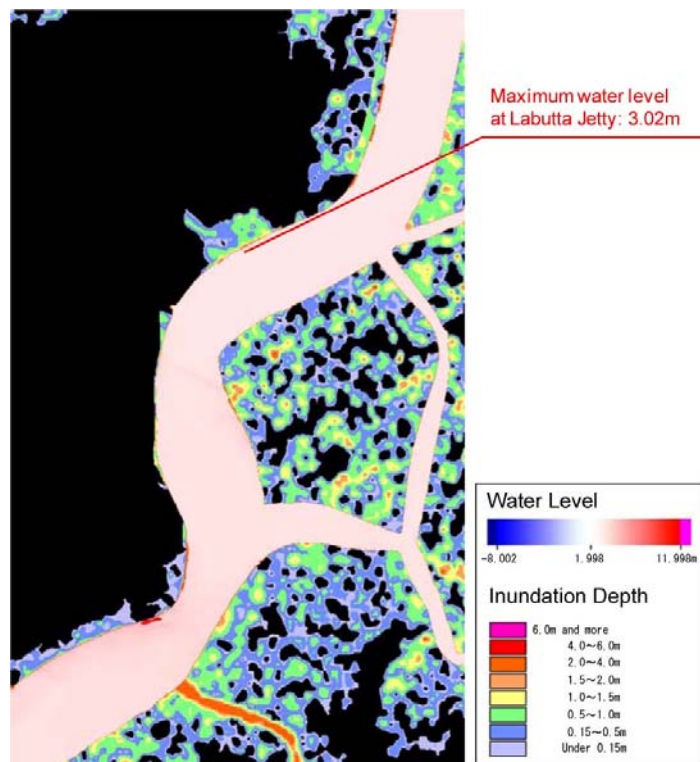 Maximum water level
at Labutta Jetty: 3.02m
Water Level
-8.002 1.998 11.998m
Inundation Depth
6.0m and more
4.0~6.0m
2.0~4.0m
1.5~2.0m
1.0~1.5m
0.5~1.0m
0.15~0.5m
Under 0.15m